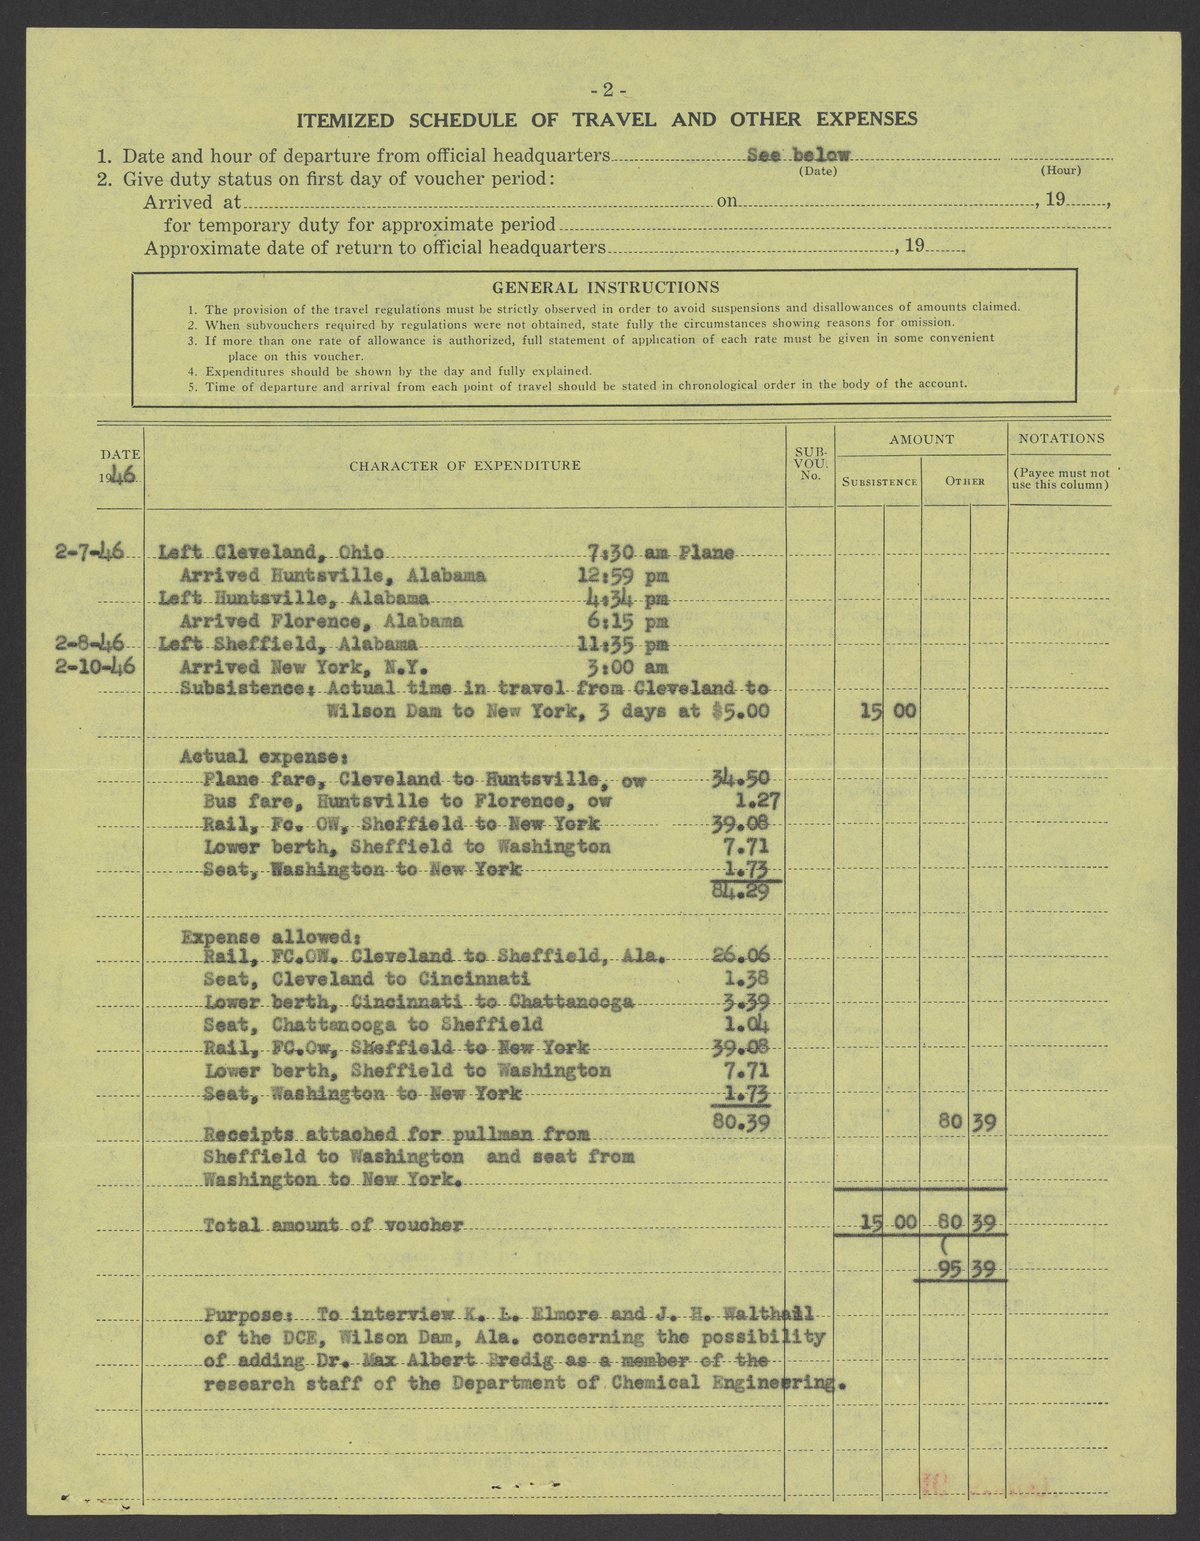 - 2 -
ITEMIZED SCHEDULE OF TRAVEL AND OTHER EXPENSES
1. Date and hour of departure from official headquarters See below
(Date) (Hour)
2. Give duty status on first day of voucher period:
Arrived at on , 19 ,
for temporary duty for approximate period
Approximate date of return to official headquarters , 19
GENERAL INSTRUCTIONS
1. The provision of the travel regulations must be strictly observed in order to avoid suspensions and disallowances of amounts claimed.
2. When subvouchers required by regulations were not obtained, state fully the circumstances showing reasons for omission.
3. If more than one rate of allowance is authorized, full statement of application of each rate must be given in some convenient
place on this voucher.
4. Expenditures should be shown by the day and fully explained.
5. Time of departure and arrival from each point of travel should be stated in chronological order in the body of the account.
DATE
1946
CHARACTER OF EXPENDITURE
SUB-
VOU.
No.
AMOUNT
SUBSISTENCE OTHER
NOTATIONS
(Payee must not
use this column)
2-7-46 Left Cleveland, Ohio 7:30 am Plane
Arrived Huntsville, Alabama 12:59 pm
Left Huntsville, Alabama 4:34 pm
Arrived Florence, Alabama 6:15 pm
2-8-46 Left Sheffield, Alabama 11:35 pm
2-10-46 Arrived New York, N.Y. 3:00 am
Subsistence: Actual time in travel from Cleveland to
Wilson Dam to New York, 3 days at $5.00 15 00
Actual expense:
Plane fare, Cleveland to Huntsville, ow 34.50
Bus fare, Huntsville to Florence, ow 1.27
Rail, Fc. OW, Sheffield to New York 39.08
Lower berth, Sheffield to Washington 7.71
Seat, Washington to New York 1.73
84.29
Expense allowed:
Rail, FC.OW. Cleveland to Sheffield, Ala. 26.06
Seat, Cleveland to Cincinnati 1.38
Lower berth, Cincinnati to Chattanooga 3.39
Seat, Chattanooga to Sheffield 1.04
Rail, FC.Ow, Sheffield to New York 39.08
Lower berth, Sheffield to Washington 7.71
Seat, Washington to New York 1.73
80.39 80 39
Receipts attached for pullman from
Sheffield to Washington and seat from
Washington to New York.
Total amount of voucher 15 00 80 39
95 39
Purpose: To interview K. L. Elmore and J. H. Walthall
of the DCE, Wilson Dam, Ala. concerning the possibility
of adding Dr. Max Albert Bredig as a member of the
research staff of the Department of Chemical Engineering.